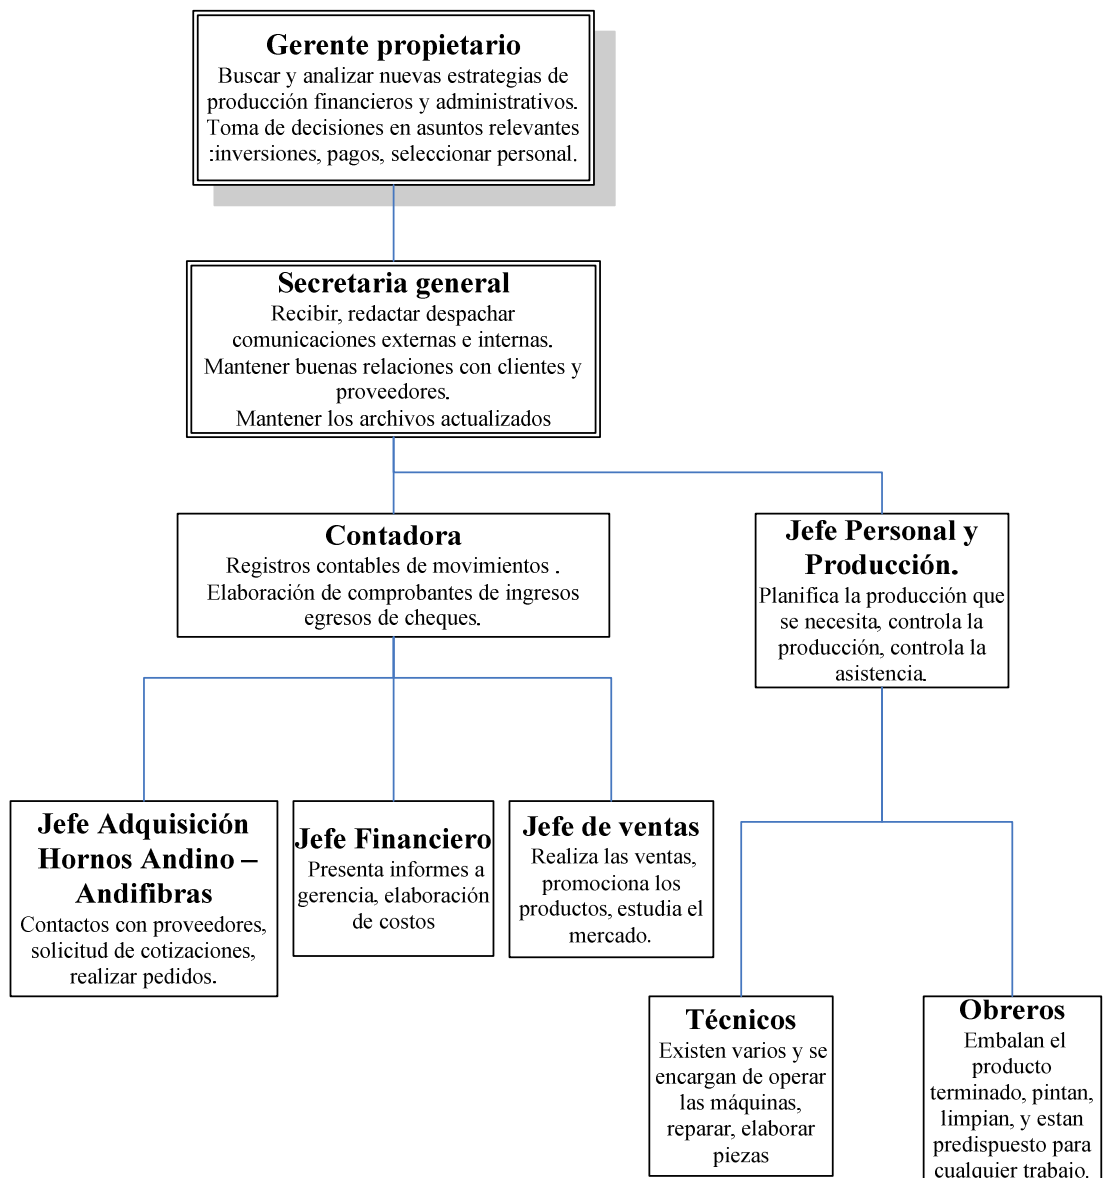 Gerente propietario
Buscar y analizar nuevas estrategias de
producción financieros y administrativos.
Toma de decisiones en asuntos relevantes
:inversiones, pagos, seleccionar personal.
Secretaria general
Recibir, redactar despachar
comunicaciones externas e internas.
Mantener buenas relaciones con clientes y
proveedores.
Mantener los archivos actualizados
Contadora
Registros contables de movimientos .
Elaboración de comprobantes de ingresos
egresos de cheques.
Jefe Personal y
Producción.
Planifica la producción que
se necesita, controla la
producción, controla la
asistencia.
Jefe Adquisición
Hornos Andino –
Andifibras
Contactos con proveedores,
solicitud de cotizaciones,
realizar pedidos.
Jefe Financiero
Presenta informes a
gerencia, elaboración
de costos
Jefe de ventas
Realiza las ventas,
promociona los
productos, estudia el
mercado.
Técnicos
Existen varios y se
encargan de operar
las máquinas,
reparar, elaborar
piezas
Obreros
Embalan el
producto
terminado, pintan,
limpian, y estan
predispuesto para
cualquier trabajo.